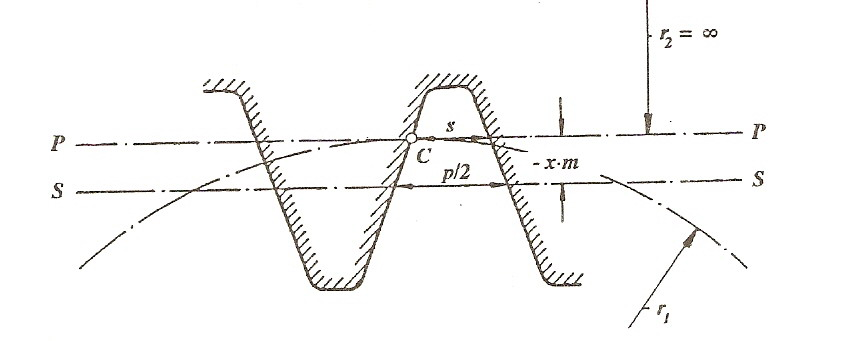 r₂ = ∞
P
s
P
C
- x·m
S
p/2
S
r₁